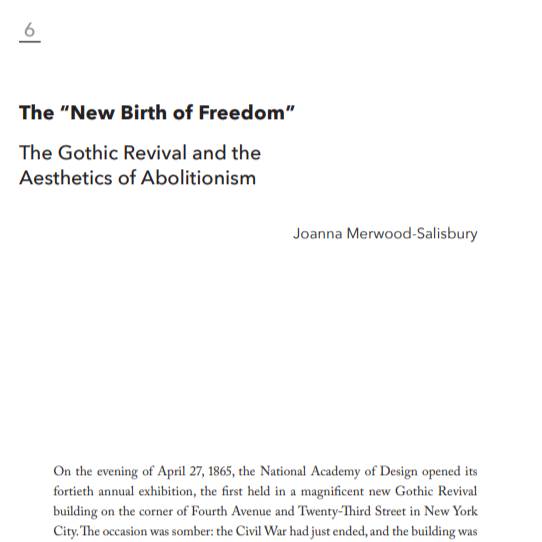 6
The “New Birth of Freedom”
The Gothic Revival and the
Aesthetics of Abolitionism
Joanna Merwood-Salisbury
On the evening of April 27, 1865, the National Academy of Design opened its
fortieth annual exhibition, the first held in a magnificent new Gothic Revival
building on the corner of Fourth Avenue and Twenty-Third Street in New York
City. The occasion was somber: the Civil War had just ended, and the building was